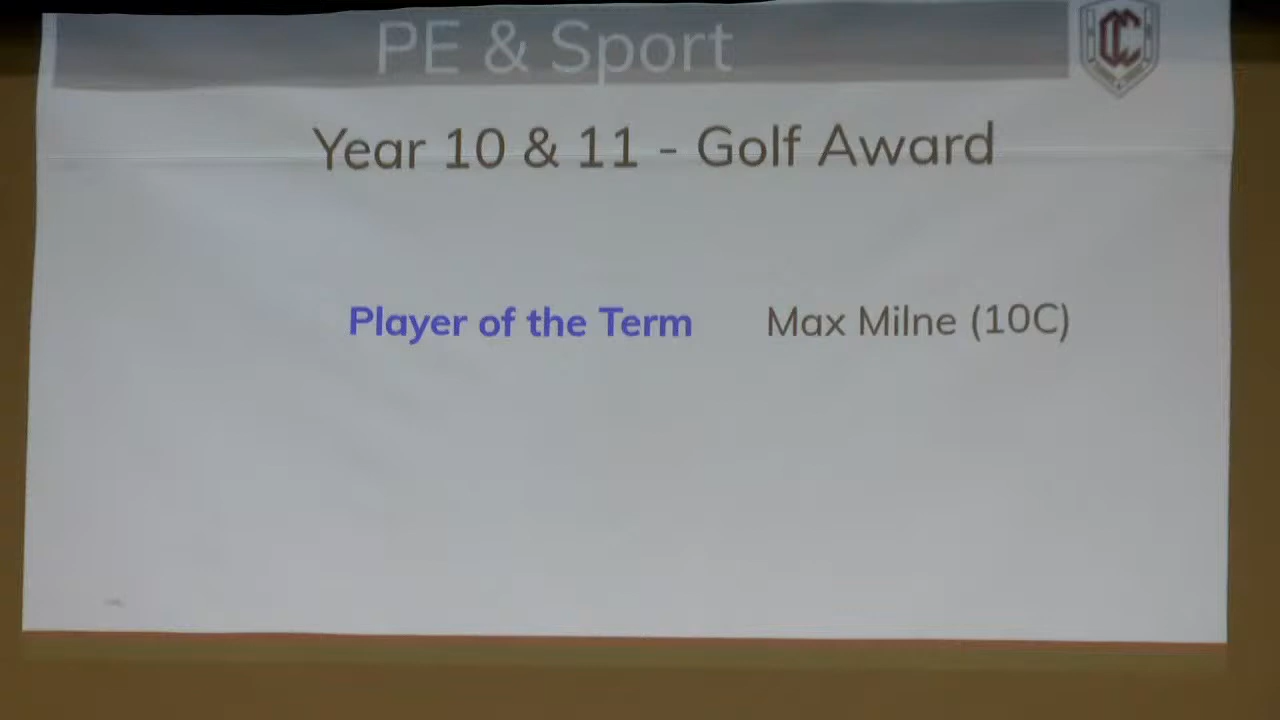 PE & Sport
Year 10 & 11 - Golf Award
Player of the Term Max Milne (10C)